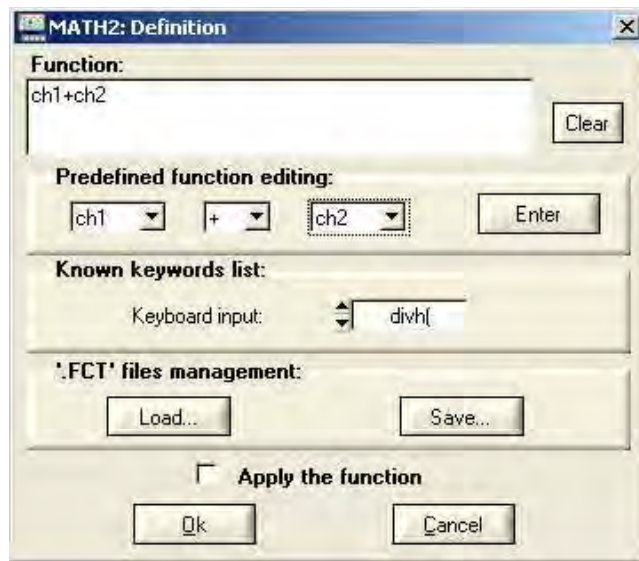 MATH2: Definition
Function:
ch1+ch2
Clear
Predefined function editing:
ch1 + ch2 Enter
Known keywords list:
Keyboard input: divh(
'.FCT' files management:
Load... Save...
Apply the function
Ok Cancel